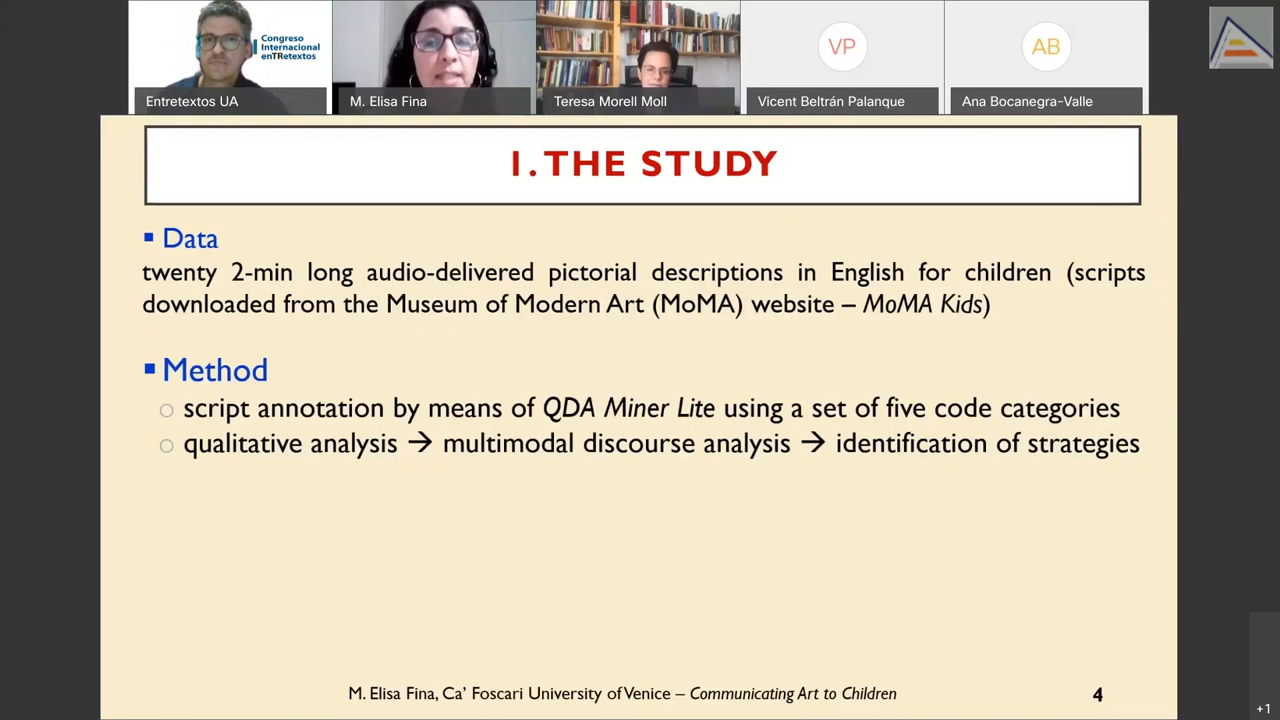 Congreso
Internacional
enTRetextos
VP
AB
Entretextos UA
M. Elisa Fina
Teresa Morell Moll
Vicent Beltrán Palanque
Ana Bocanegra-Valle
1. THE STUDY
▪ Data
twenty 2-min long audio-delivered pictorial descriptions in English for children (scripts
downloaded from the Museum of Modern Art (MoMA) website – MoMA Kids)
▪ Method
○ script annotation by means of QDA Miner Lite using a set of five code categories
○ qualitative analysis → multimodal discourse analysis → identification of strategies
M. Elisa Fina, Ca’ Foscari University of Venice – Communicating Art to Children
4
+1